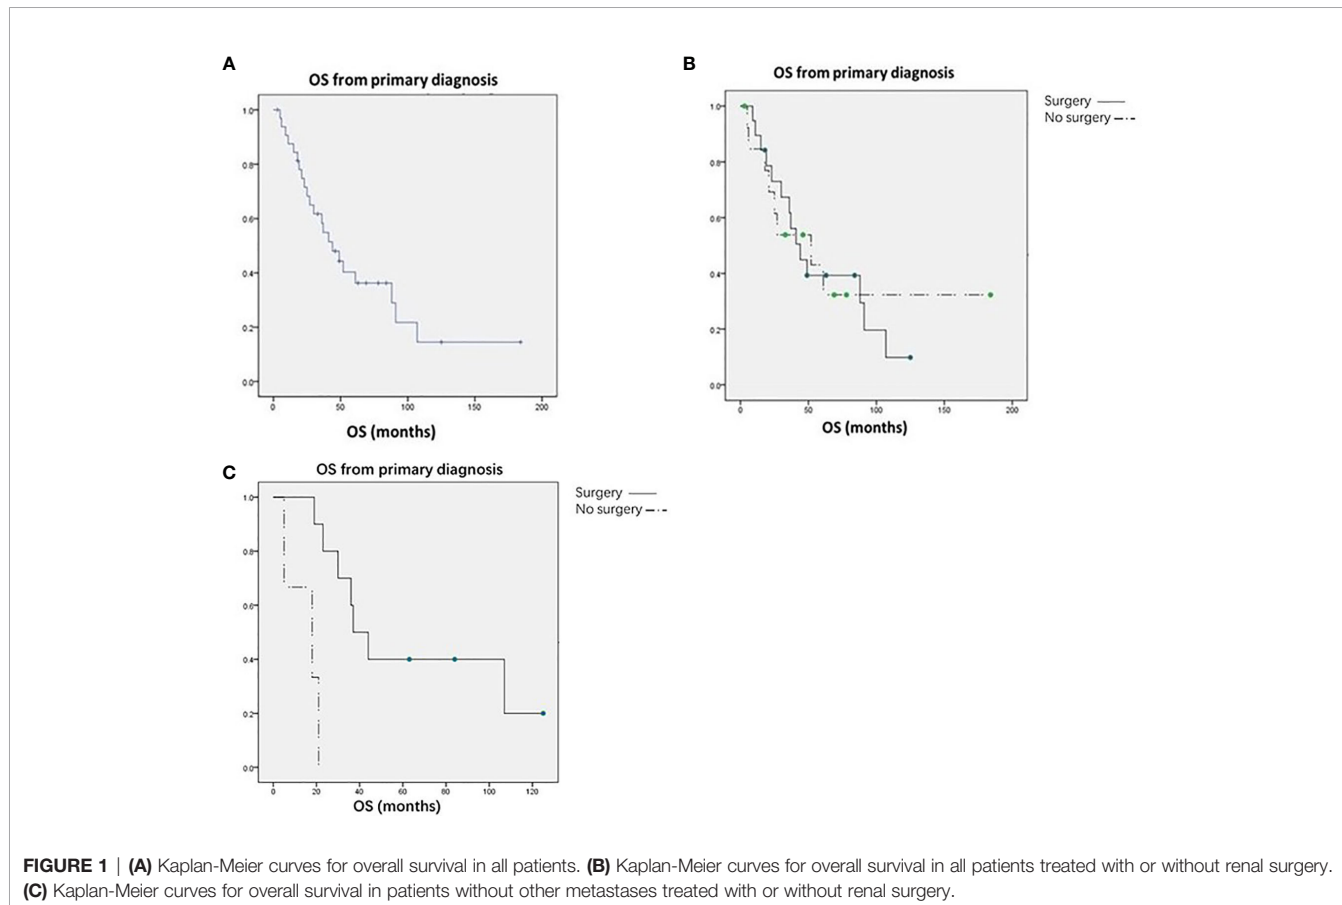 A
OS from primary diagnosis
1.0
0.8
0.6
0.4
0.2
0.0
0 50 100 150 200
OS (months)
B
OS from primary diagnosis
Surgery
No surgery
1.0
0.8
0.6
0.4
0.2
0.0
0 50 100 150 200
OS (months)
C
OS from primary diagnosis
Surgery
No surgery
1.0
0.8
0.6
0.4
0.2
0.0
0 20 40 60 80 100 120
OS (months)
FIGURE 1 | (A) Kaplan-Meier curves for overall survival in all patients. (B) Kaplan-Meier curves for overall survival in all patients treated with or without renal surgery.
(C) Kaplan-Meier curves for overall survival in patients without other metastases treated with or without renal surgery.